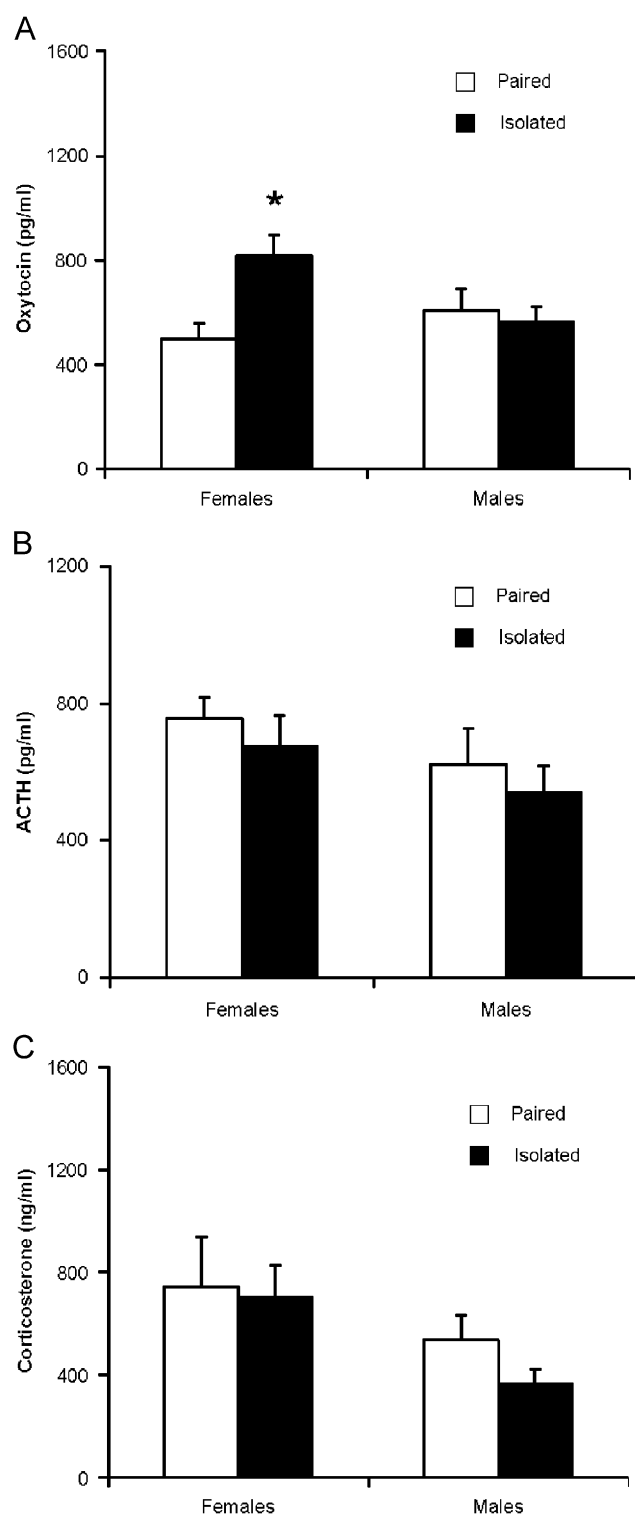 A
1600
Paired
Isolated
1200
*
800
400
0
Oxytocin (pg/ml)
Females Males
B
1200
Paired
Isolated
800
400
0
ACTH (pg/ml)
Females Males
C
1600
Paired
Isolated
1200
800
400
0
Corticosterone (ng/ml)
Females Males